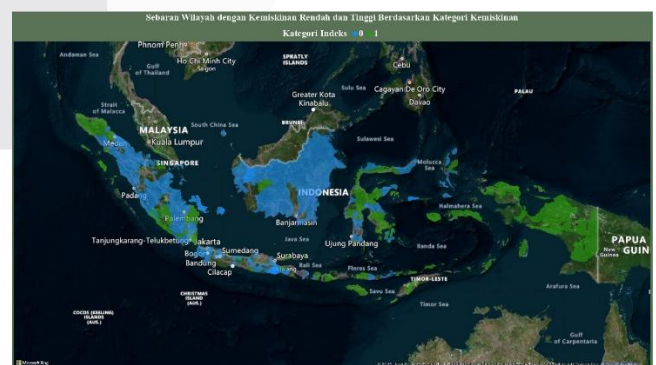 Sebaran Wilayah dengan Kemiskinan Rendah dan Tinggi Berdasarkan Kategori Kemiskinan
Kategori Indeks 0 1
Andaman Sea
Phnom Penh
Ho Chi Minh City
Saigon
Gulf
of Thailand
SPRATLY
ISLANDS
Cebu
Sulu Sea
Cagayan De Oro City
Davao
PALAU
Greater Kota
Kinabalu
Strait
of Malacca
South China Sea
BRUNEI
MALAYSIA
Kuala Lumpur
Sulawesi Sea
SINGAPORE
Molucca
Sea
Padang
INDONESIA
Halmahera Sea
Palembang
Banjarmasin
Tanjungkarang-Telukbetung
Jakarta
Java Sea
Ujung Pandang
Banda Sea
New
Guinea
PAPUA
GUIN
Bogor
Sumedang
Surabaya
Bandung
Cilacap
Bali Sea
Flores Sea
TIMOR-LESTE
Arafura Sea
Savu Sea
CHRISTMAS
ISLAND
(AUS.)
Timor Sea
COCOS (KEELING)
ISLANDS
(AUS.)
Gulf
of Carpentaria
Microsoft Bing